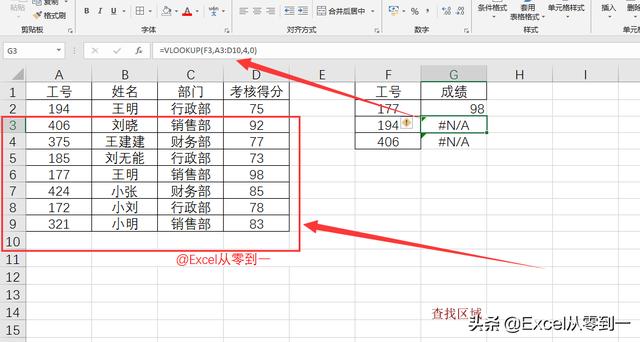 复制 B I U 合并后居中 % 条件格式 套用 表格格式 单元格样式 插入
格式刷
剪贴板 字体 对齐方式 数字 样式 单元格
G3 fx =VLOOKUP(F3,A3:D10,4,0)
A B C D E F G H I J
1 工号 姓名 部门 考核得分 工号 成绩
2 194 王明 行政部 75 177 98
3 406 刘晓 销售部 92 194 #N/A
4 375 王建建 财务部 77 406 #N/A
5 185 刘无能 行政部 73
6 177 王明 销售部 98
7 424 小张 财务部 85
8 172 小刘 行政部 78
9 321 小明 销售部 83
10
11 @Excel从零到一
12
13
14 查找区域
15 头条 @Excel从零到一